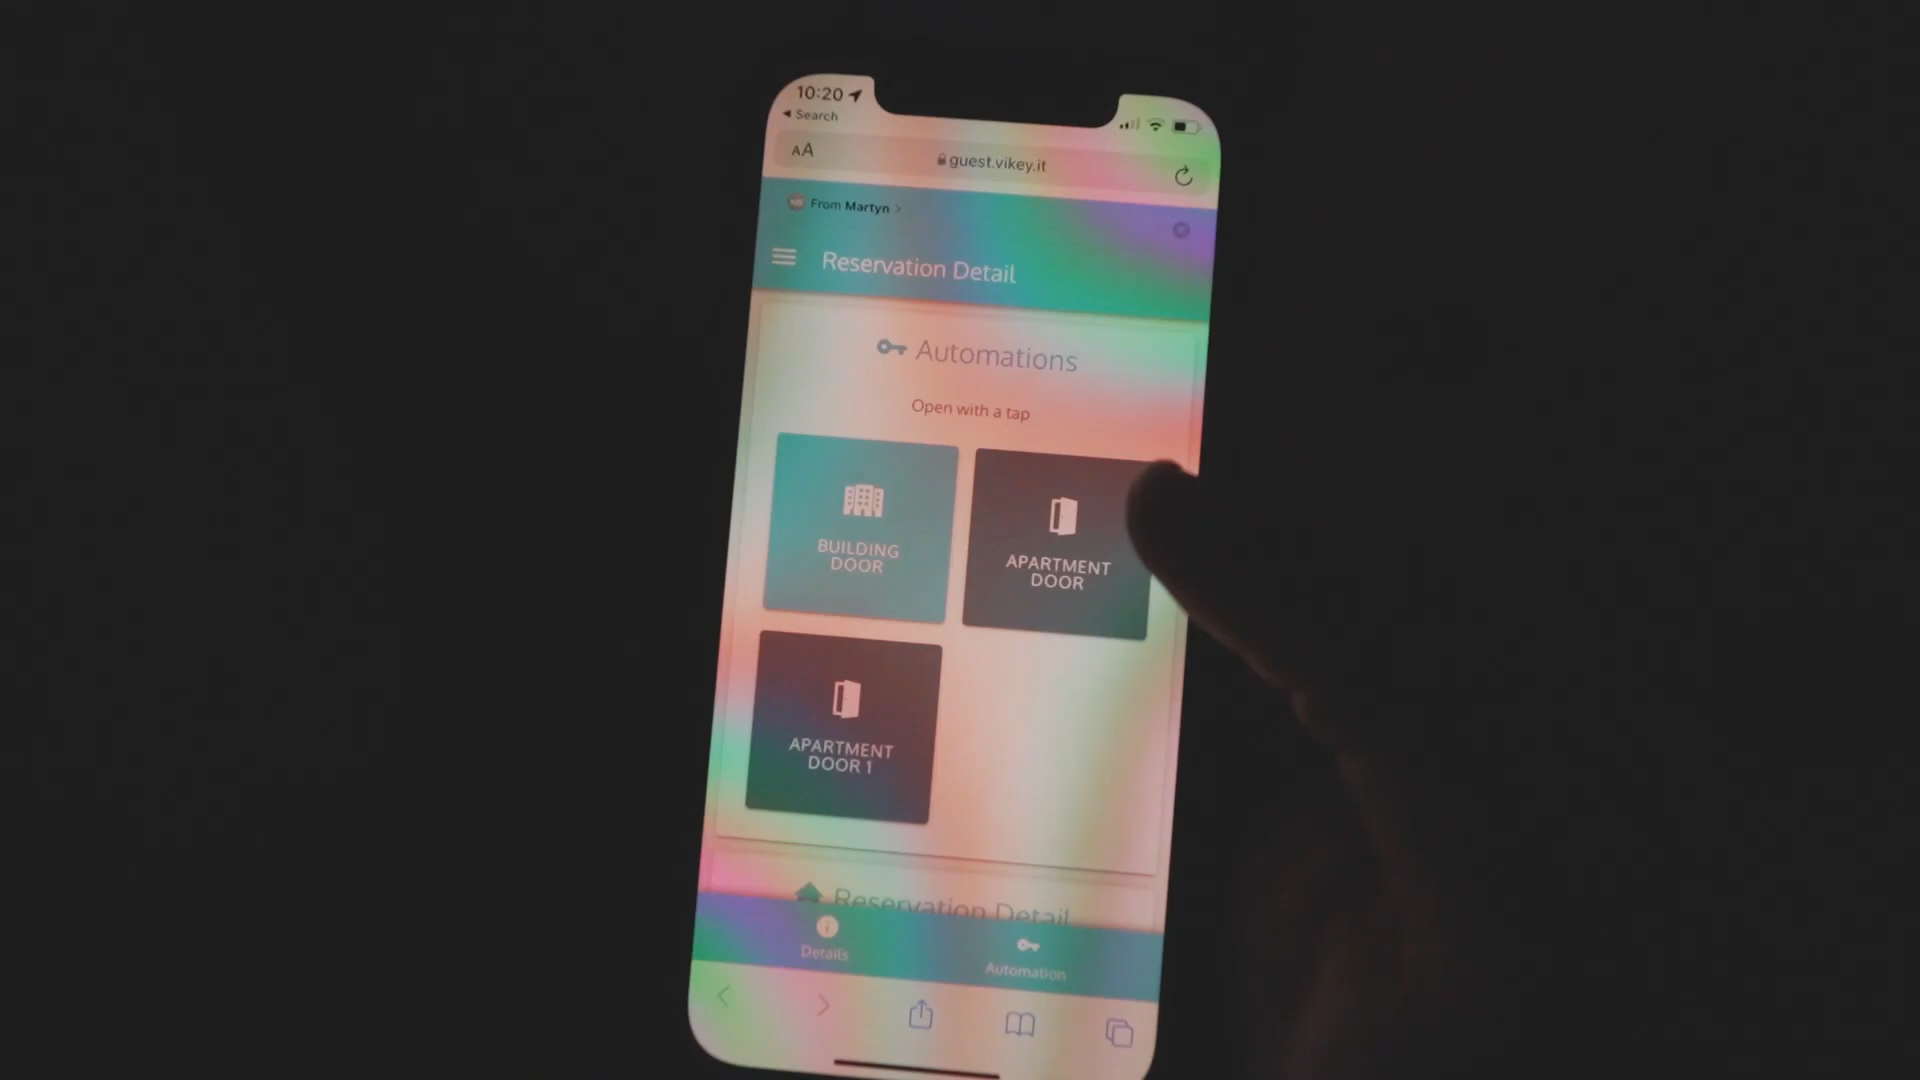 10:20
Search
AA
guest.vikey.it
From Martyn
Reservation Detail
Automations
Open with a tap
BUILDING
DOOR
APARTMENT
DOOR
APARTMENT
DOOR 1
Reservation Detail
Details
Automation